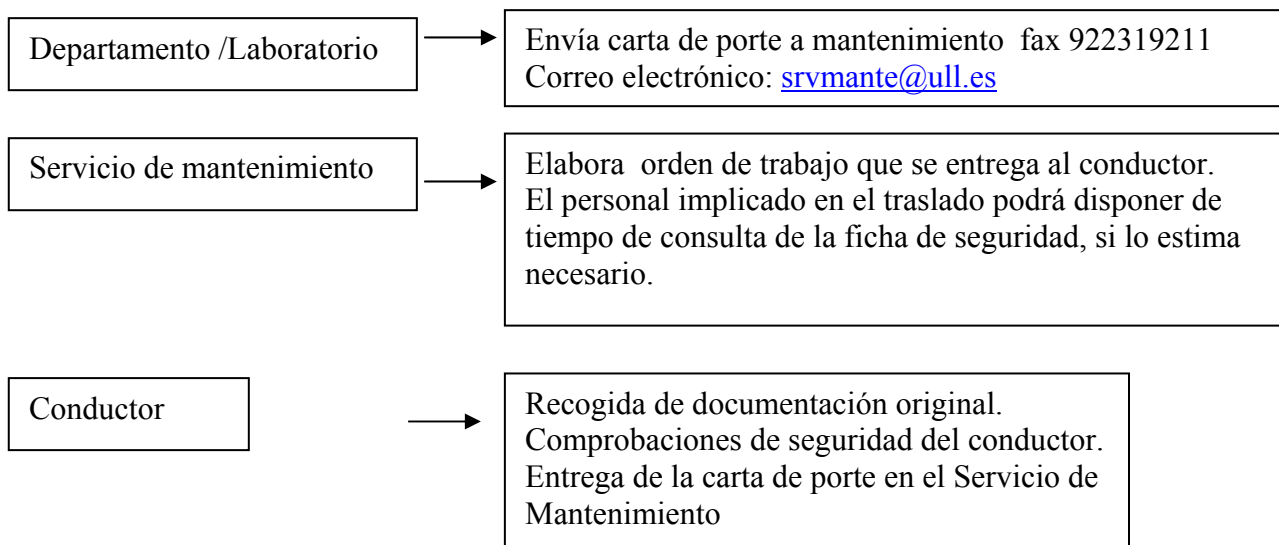 Departamento /Laboratorio
Envía carta de porte a mantenimiento fax 922319211
Correo electrónico: srvmante@ull.es
Servicio de mantenimiento
Elabora orden de trabajo que se entrega al conductor.
El personal implicado en el traslado podrá disponer de
tiempo de consulta de la ficha de seguridad, si lo estima
necesario.
Conductor
Recogida de documentación original.
Comprobaciones de seguridad del conductor.
Entrega de la carta de porte en el Servicio de
Mantenimiento